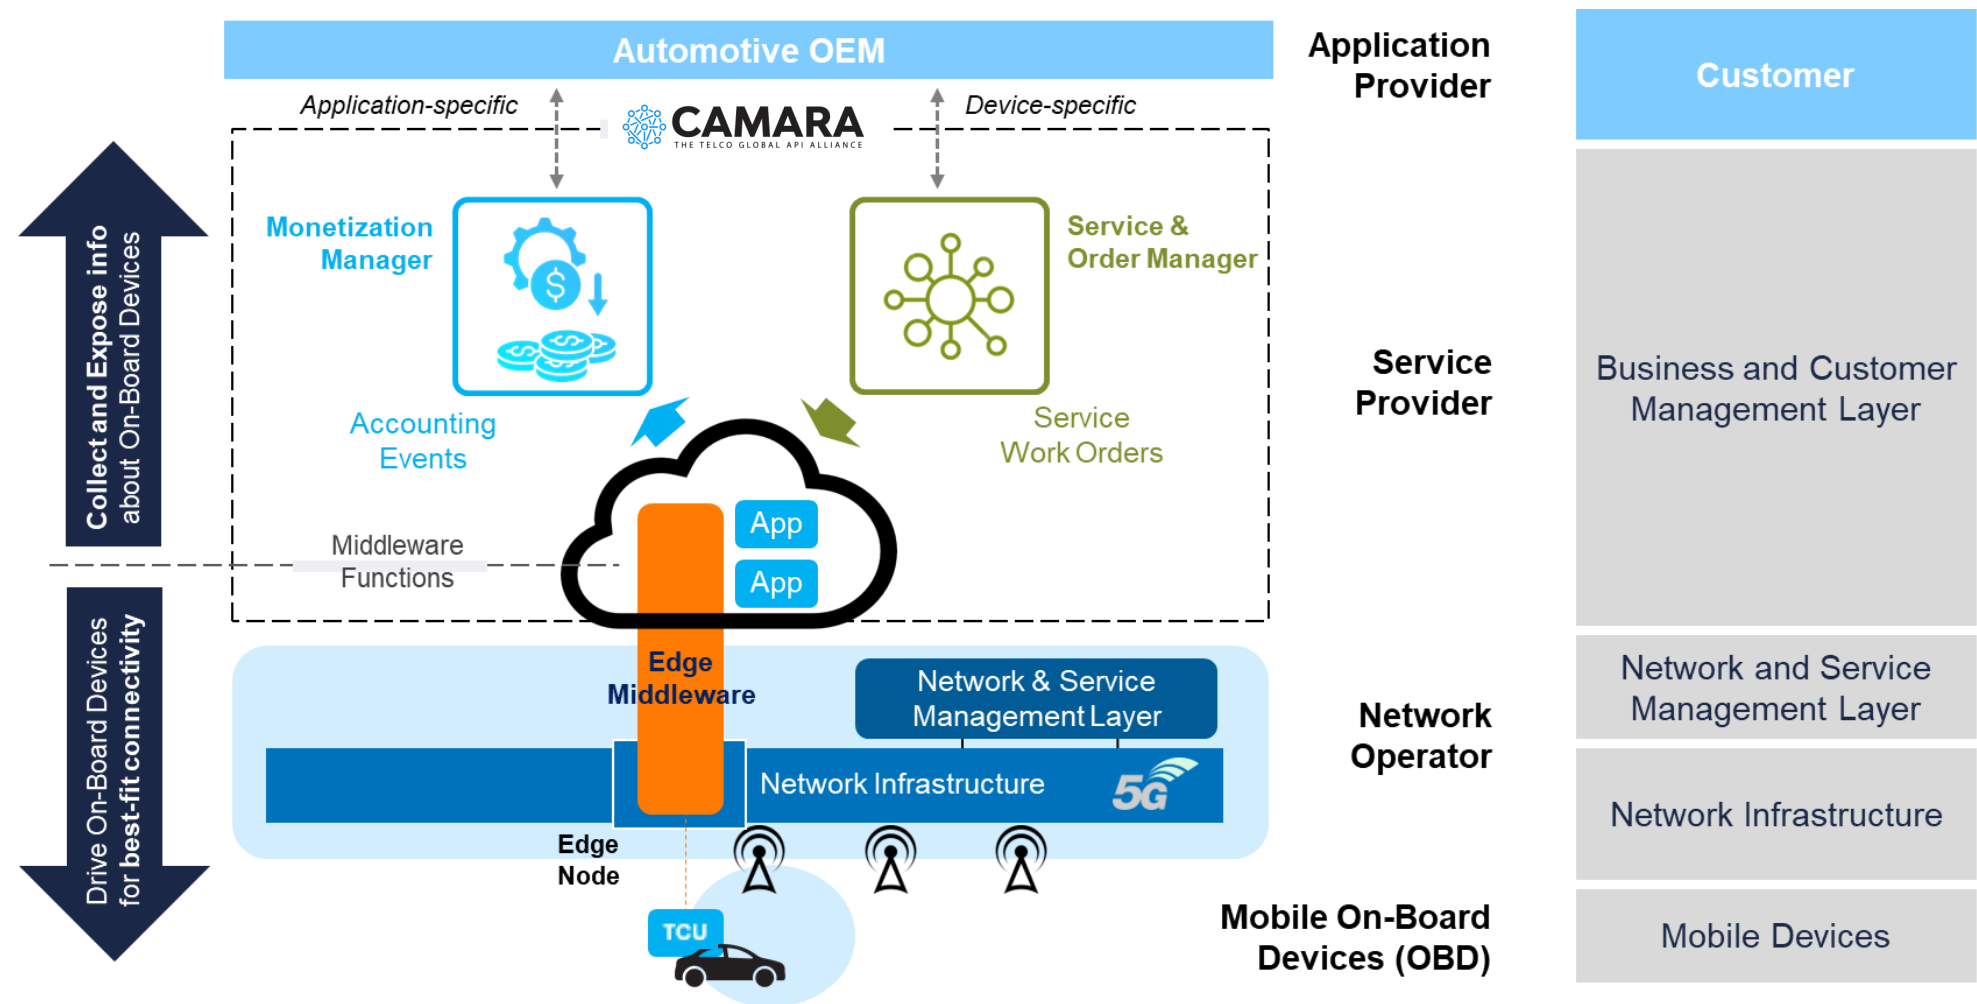 Automotive OEM
Application
Provider
Customer
Application-specific
CAMARA
THE TELCO GLOBAL API ALLIANCE
Device-specific
Collect and Expose info
about On-Board Devices
Monetization
Manager
$
Service &
Order Manager
Accounting
Events
Service
Work Orders
Service
Provider
Business and Customer
Management Layer
App
App
Middleware
Functions
Drive On-Board Devices
for best-fit connectivity
Edge
Middleware
Network & Service
Management Layer
Network
Operator
Network and Service
Management Layer
Network Infrastructure
5G
Network Infrastructure
Edge
Node
TCU
Mobile On-Board
Devices (OBD)
Mobile Devices